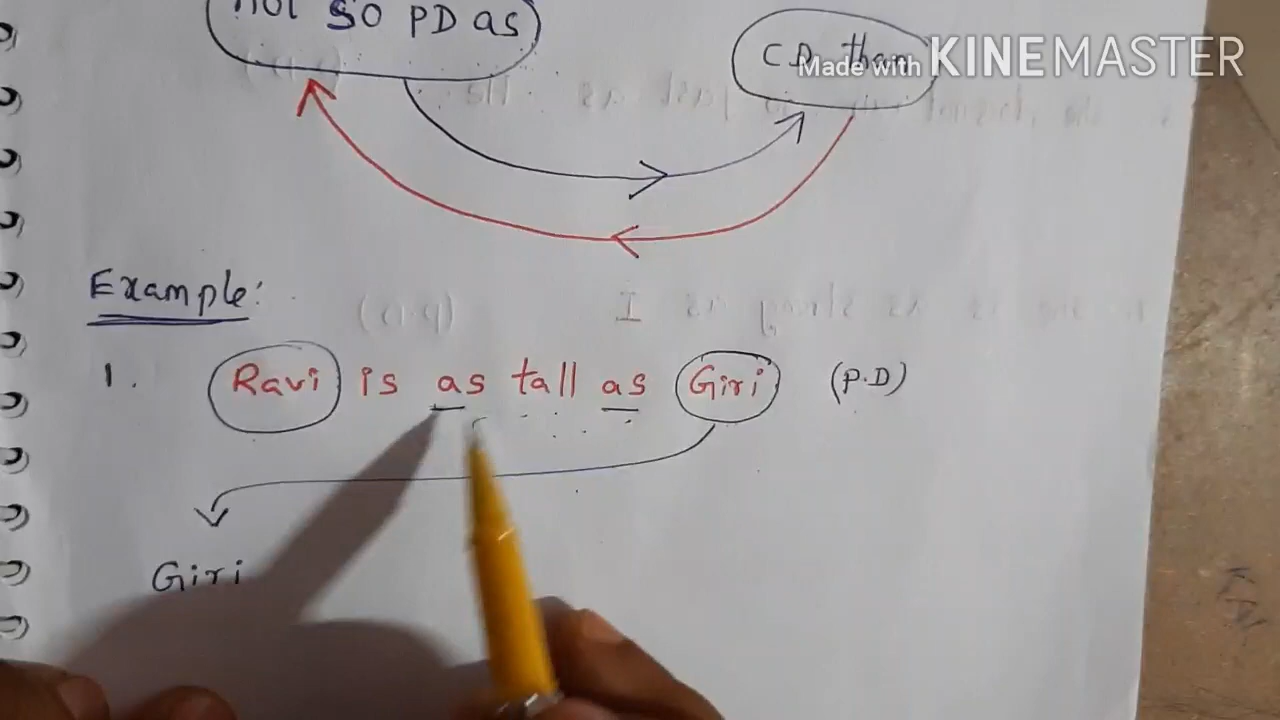 not so PD as
CD than
Made with KINEMASTER
Example:
1. Ravi is as tall as Giri (P.D)
Giri